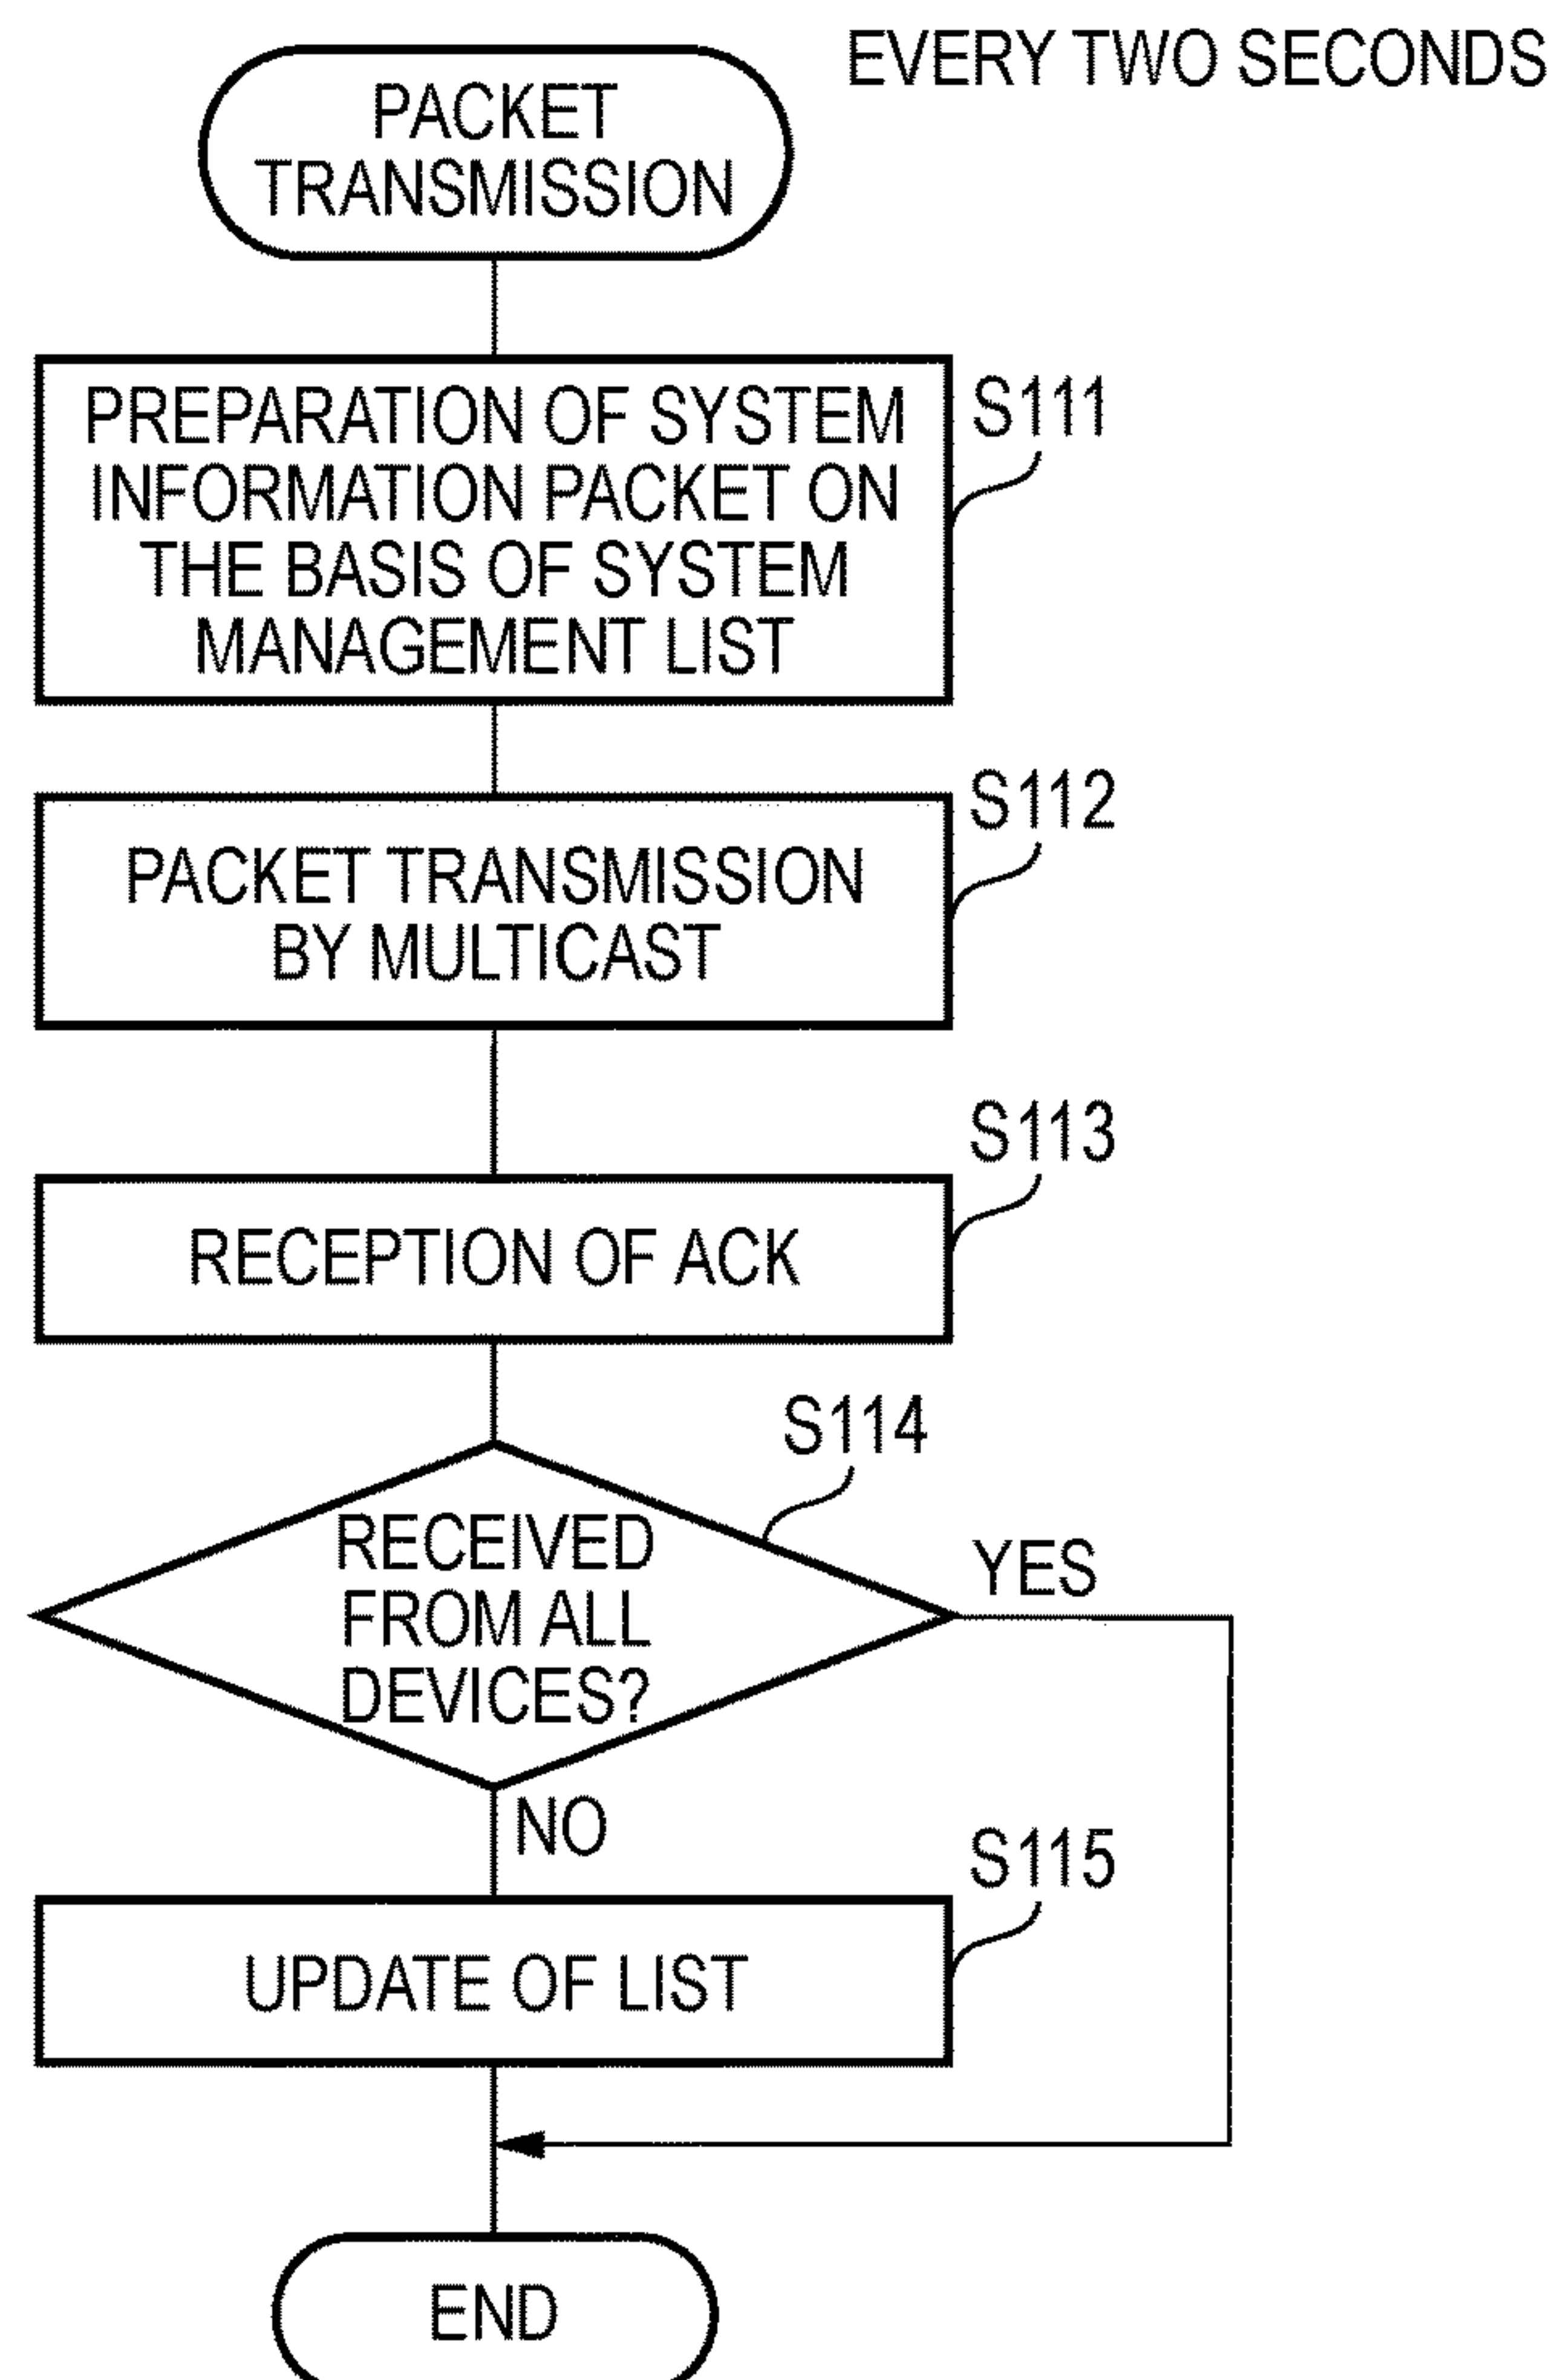 EVERY TWO SECONDS
PACKET
TRANSMISSION
PREPARATION OF SYSTEM
INFORMATION PACKET ON
THE BASIS OF SYSTEM
MANAGEMENT LIST
S111
S112
PACKET TRANSMISSION
BY MULTICAST
S113
RECEPTION OF ACK
S114
RECEIVED
FROM ALL
DEVICES?
YES
NO
S115
UPDATE OF LIST
END